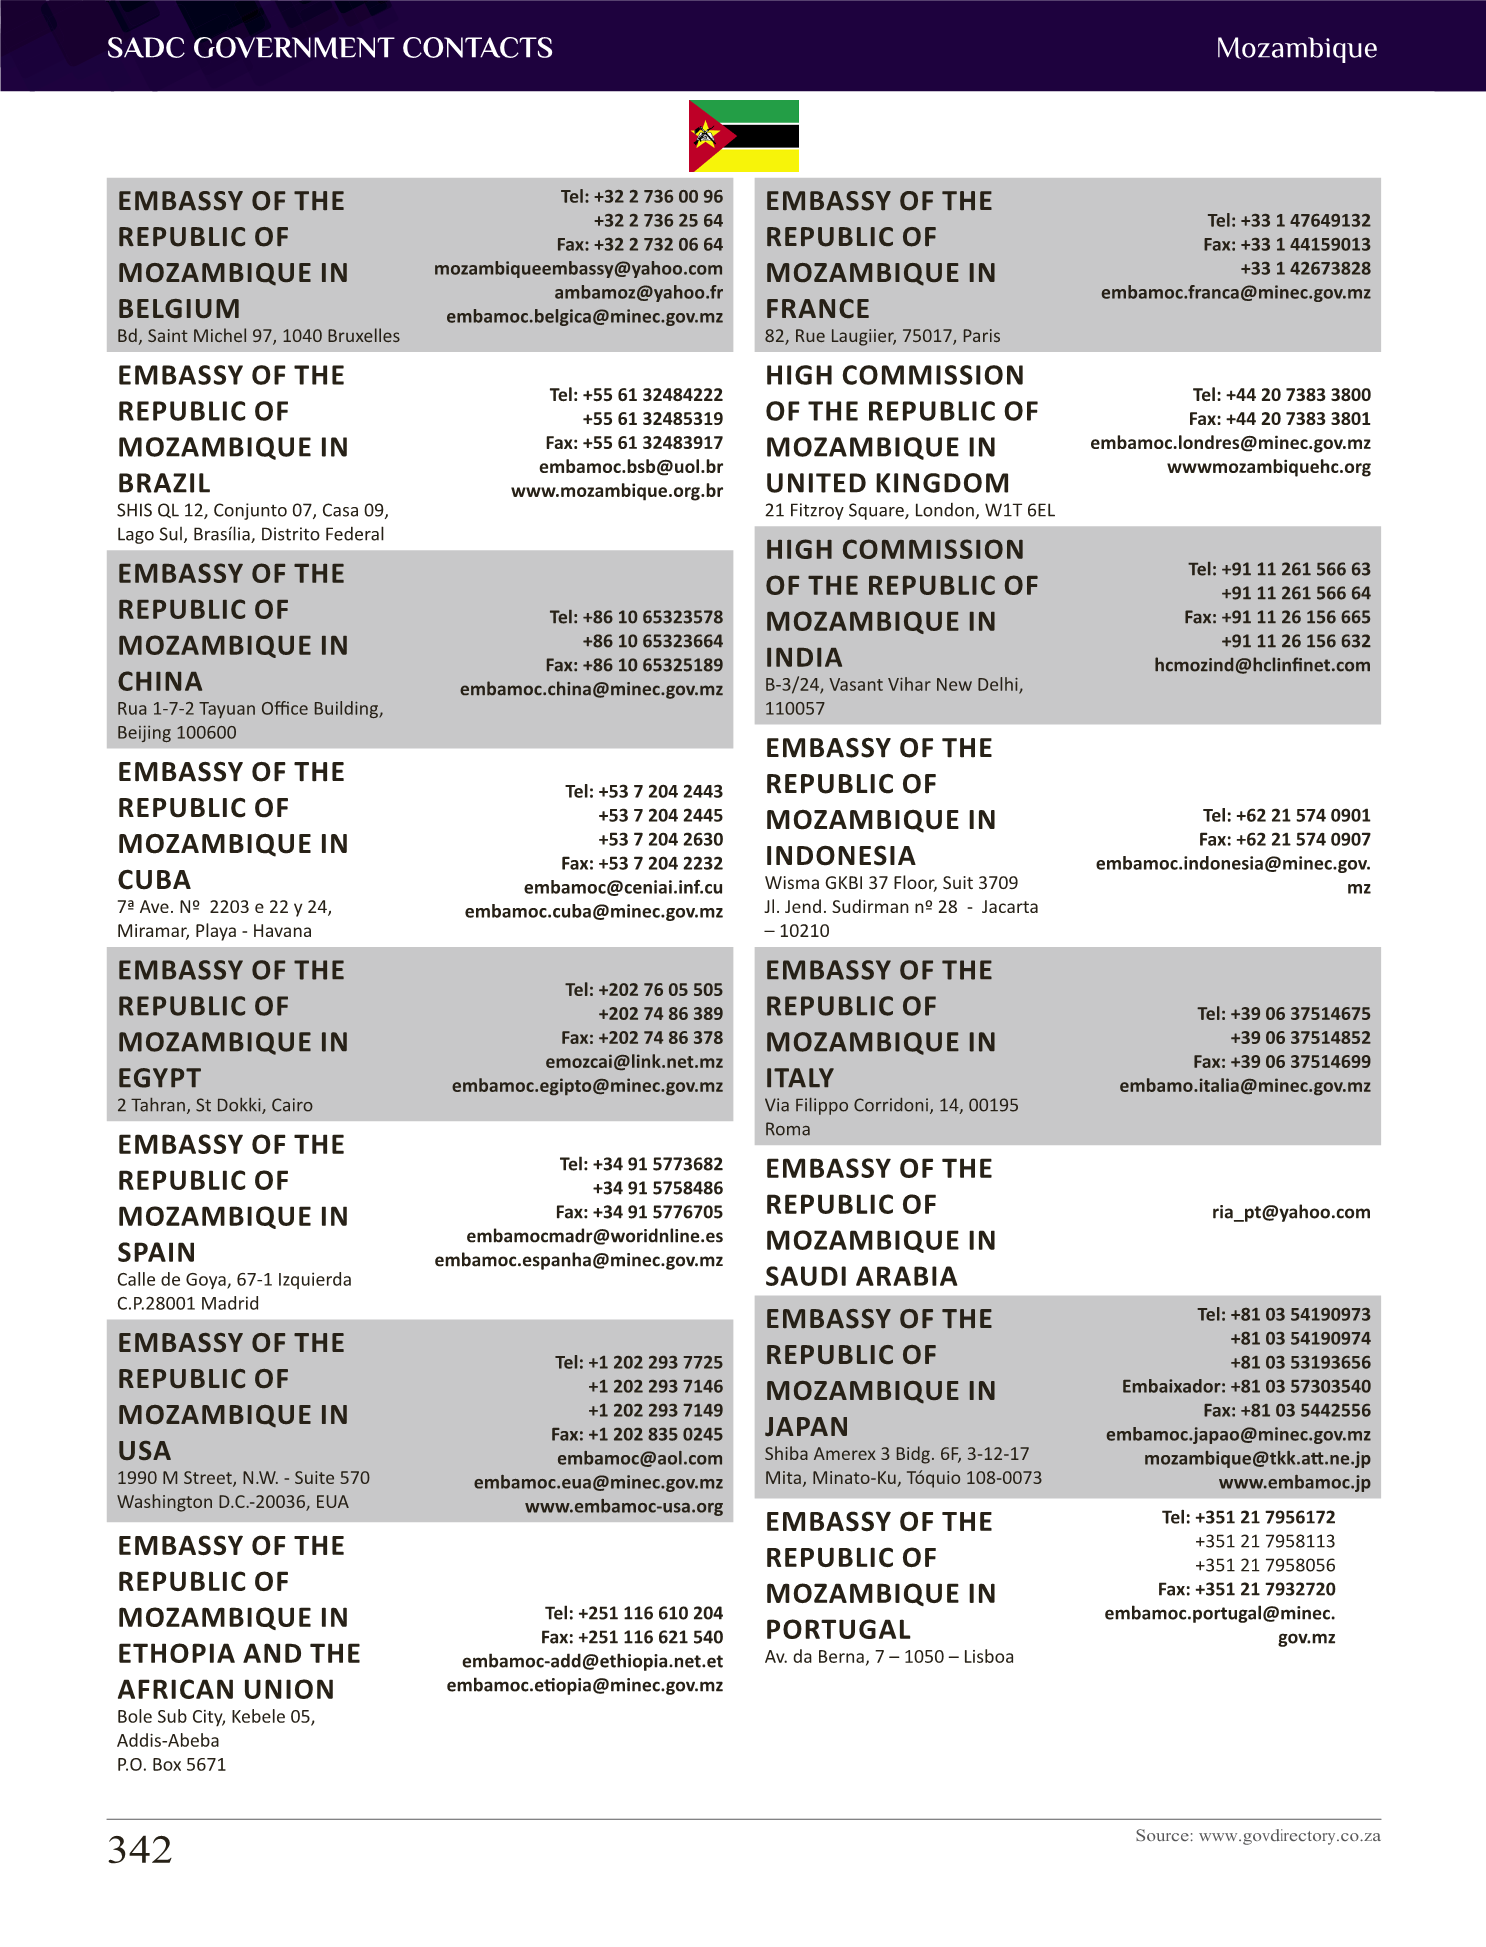 SADC GOVERNMENT CONTACTS
Mozambique
EMBASSY OF THE
REPUBLIC OF
MOZAMBIQUE IN
BELGIUM
Bd, Saint Michel 97, 1040 Bruxelles
Tel: +32 2 736 00 96
+32 2 736 25 64
Fax: +32 2 732 06 64
mozambiqueembassy@yahoo.com
ambamoz@yahoo.fr
embamoc.belgica@minec.gov.mz
EMBASSY OF THE
REPUBLIC OF
MOZAMBIQUE IN
BRAZIL
SHIS QL 12, Conjunto 07, Casa 09,
Lago Sul, Brasília, Distrito Federal
Tel: +55 61 32484222
+55 61 32485319
Fax: +55 61 32483917
embamoc.bsb@uol.br
www.mozambique.org.br
EMBASSY OF THE
REPUBLIC OF
MOZAMBIQUE IN
CHINA
Rua 1-7-2 Tayuan Office Building,
Beijing 100600
Tel: +86 10 65323578
+86 10 65323664
Fax: +86 10 65325189
embamoc.china@minec.gov.mz
EMBASSY OF THE
REPUBLIC OF
MOZAMBIQUE IN
CUBA
7ª Ave. Nº 2203 e 22 y 24,
Miramar, Playa - Havana
Tel: +53 7 204 2443
+53 7 204 2445
+53 7 204 2630
Fax: +53 7 204 2232
embamoc@ceniai.inf.cu
embamoc.cuba@minec.gov.mz
EMBASSY OF THE
REPUBLIC OF
MOZAMBIQUE IN
EGYPT
2 Tahran, St Dokki, Cairo
Tel: +202 76 05 505
+202 74 86 389
Fax: +202 74 86 378
emozcai@link.net.mz
embamoc.egipto@minec.gov.mz
EMBASSY OF THE
REPUBLIC OF
MOZAMBIQUE IN
SPAIN
Calle de Goya, 67-1 Izquierda
C.P.28001 Madrid
Tel: +34 91 5773682
+34 91 5758486
Fax: +34 91 5776705
embamocmadr@woridnline.es
embamoc.espanha@minec.gov.mz
EMBASSY OF THE
REPUBLIC OF
MOZAMBIQUE IN
USA
1990 M Street, N.W. - Suite 570
Washington D.C.-20036, EUA
Tel: +1 202 293 7725
+1 202 293 7146
+1 202 293 7149
Fax: +1 202 835 0245
embamoc@aol.com
embamoc.eua@minec.gov.mz
www.embamoc-usa.org
EMBASSY OF THE
REPUBLIC OF
MOZAMBIQUE IN
ETHOPIA AND THE
AFRICAN UNION
Bole Sub City, Kebele 05,
Addis-Abeba
P.O. Box 5671
Tel: +251 116 610 204
Fax: +251 116 621 540
embamoc-add@ethiopia.net.et
embamoc.etiopia@minec.gov.mz
EMBASSY OF THE
REPUBLIC OF
MOZAMBIQUE IN
FRANCE
82, Rue Laugiier, 75017, Paris
Tel: +33 1 47649132
Fax: +33 1 44159013
+33 1 42673828
embamoc.franca@minec.gov.mz
HIGH COMMISSION
OF THE REPUBLIC OF
MOZAMBIQUE IN
UNITED KINGDOM
21 Fitzroy Square, London, W1T 6EL
Tel: +44 20 7383 3800
Fax: +44 20 7383 3801
embamoc.londres@minec.gov.mz
wwwmozambiquehc.org
HIGH COMMISSION
OF THE REPUBLIC OF
MOZAMBIQUE IN
INDIA
B-3/24, Vasant Vihar New Delhi,
110057
Tel: +91 11 261 566 63
+91 11 261 566 64
Fax: +91 11 26 156 665
+91 11 26 156 632
hcmozind@hclinfinet.com
EMBASSY OF THE
REPUBLIC OF
MOZAMBIQUE IN
INDONESIA
Wisma GKBI 37 Floor, Suit 3709
Jl. Jend. Sudirman nº 28 - Jacarta
– 10210
Tel: +62 21 574 0901
Fax: +62 21 574 0907
embamoc.indonesia@minec.gov.
mz
EMBASSY OF THE
REPUBLIC OF
MOZAMBIQUE IN
ITALY
Via Filippo Corridoni, 14, 00195
Roma
Tel: +39 06 37514675
+39 06 37514852
Fax: +39 06 37514699
embamo.italia@minec.gov.mz
EMBASSY OF THE
REPUBLIC OF
MOZAMBIQUE IN
SAUDI ARABIA
ria_pt@yahoo.com
EMBASSY OF THE
REPUBLIC OF
MOZAMBIQUE IN
JAPAN
Shiba Amerex 3 Bidg. 6F, 3-12-17
Mita, Minato-Ku, Tóquio 108-0073
Tel: +81 03 54190973
+81 03 54190974
+81 03 53193656
Embaixador: +81 03 57303540
Fax: +81 03 5442556
embamoc.japao@minec.gov.mz
mozambique@tkk.att.ne.jp
www.embamoc.jp
EMBASSY OF THE
REPUBLIC OF
MOZAMBIQUE IN
PORTUGAL
Av. da Berna, 7 – 1050 – Lisboa
Tel: +351 21 7956172
+351 21 7958113
+351 21 7958056
Fax: +351 21 7932720
embamoc.portugal@minec.
gov.mz
342
Source: www.govdirectory.co.za